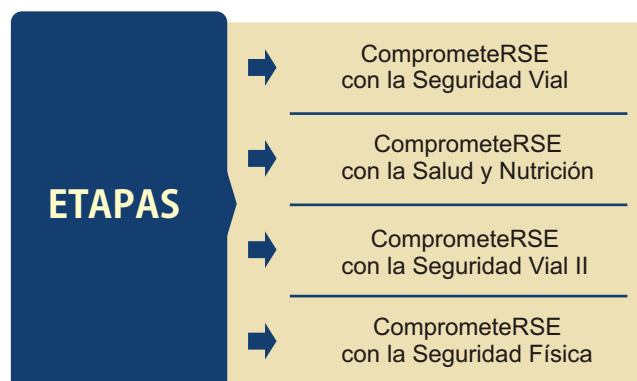 ETAPAS
ComprometeRSE
con la Seguridad Vial
ComprometeRSE
con la Salud y Nutrición
ComprometeRSE
con la Seguridad Vial II
ComprometeRSE
con la Seguridad Física